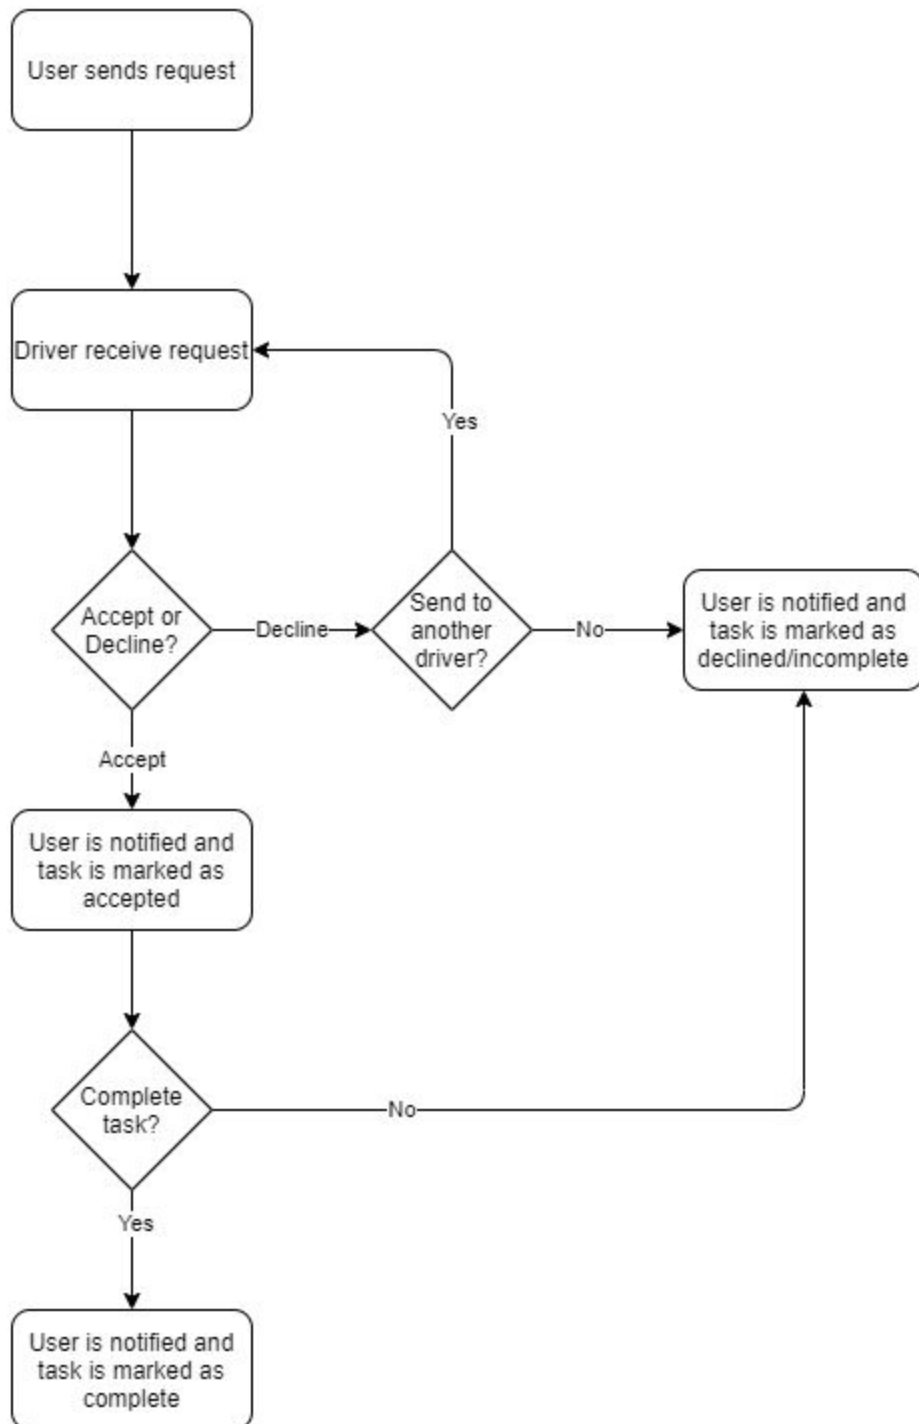 User sends request
Driver receive request
Yes
Accept or
Decline?
Decline
Send to
another
driver?
No
User is notified and
task is marked as
declined/incomplete
Accept
User is notified and
task is marked as
accepted
Complete
task?
No
Yes
User is notified and
task is marked as
complete